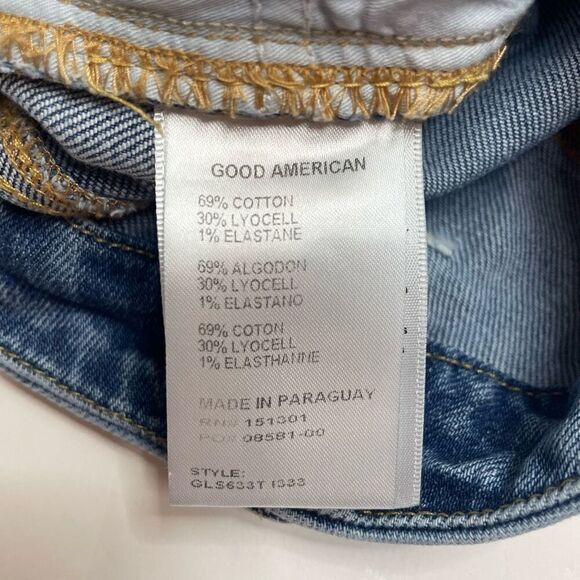 GOOD AMERICAN
69% COTTON
30% LYOCELL
1% ELASTANE
69% ALGODON
30% LYOCELL
1% ELASTANO
69% COTON
30% LYOCELL
1% ELASTHANNE
MADE IN PARAGUAY
RN# 151301
PO# 08581-00
STYLE:
GLS633T I333